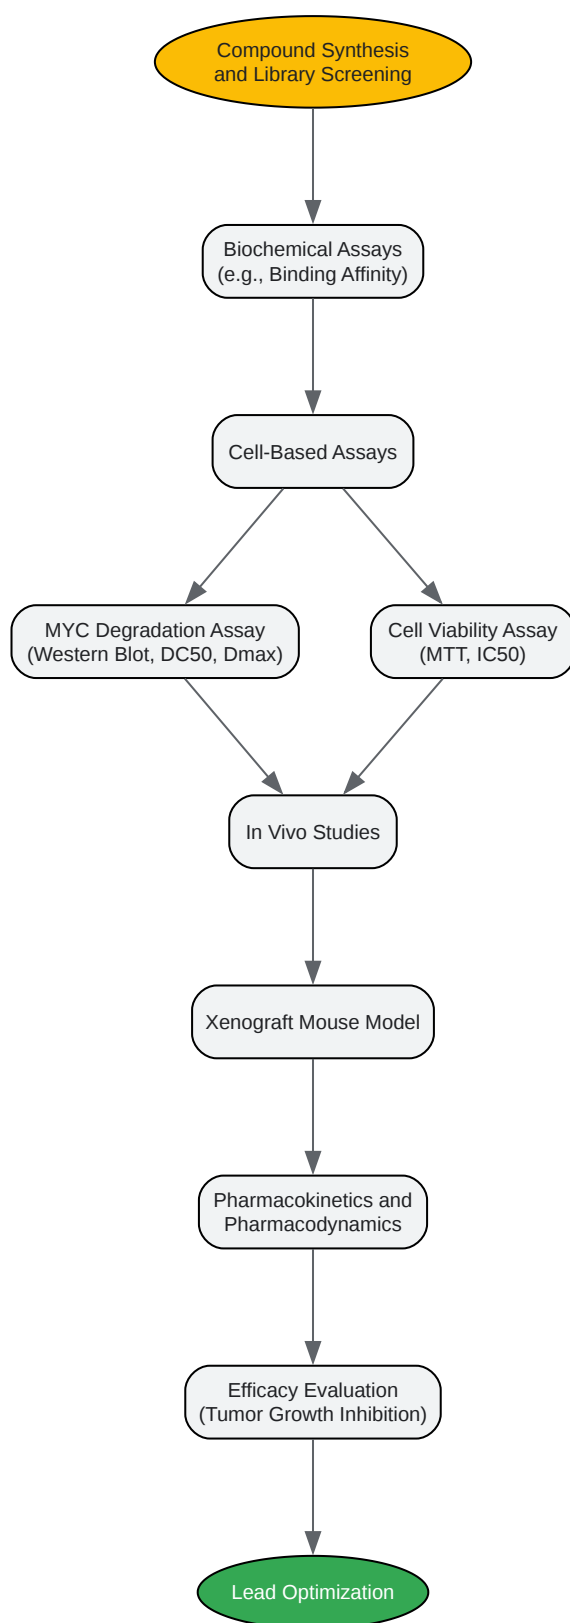 Compound Synthesis
and Library Screening
Biochemical Assays
(e.g., Binding Affinity)
Cell-Based Assays
MYC Degradation Assay
(Western Blot, DC50, Dmax)
Cell Viability Assay
(MTT, IC50)
In Vivo Studies
Xenograft Mouse Model
Pharmacokinetics and
Pharmacodynamics
Efficacy Evaluation
(Tumor Growth Inhibition)
Lead Optimization